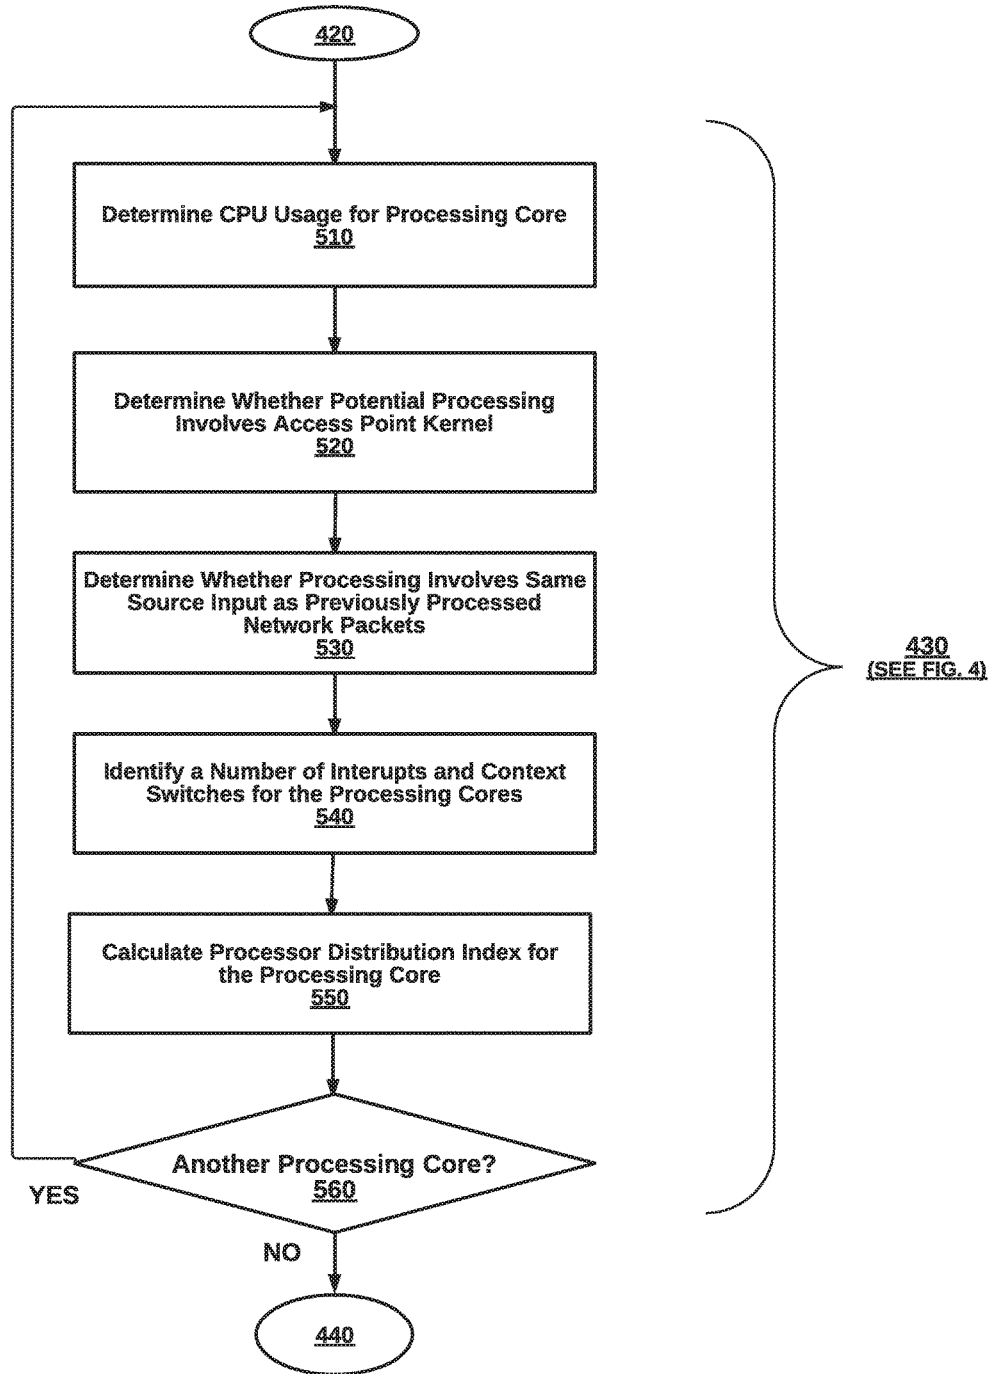 420
Determine CPU Usage for Processing Core
510
Determine Whether Potential Processing
Involves Access Point Kernel
520
Determine Whether Processing Involves Same
Source Input as Previously Processed
Network Packets
530
430
(SEE FIG. 4)
Identify a Number of Interupts and Context
Switches for the Processing Cores
540
Calculate Processor Distribution Index for
the Processing Core
550
Another Processing Core?
560
YES
NO
440